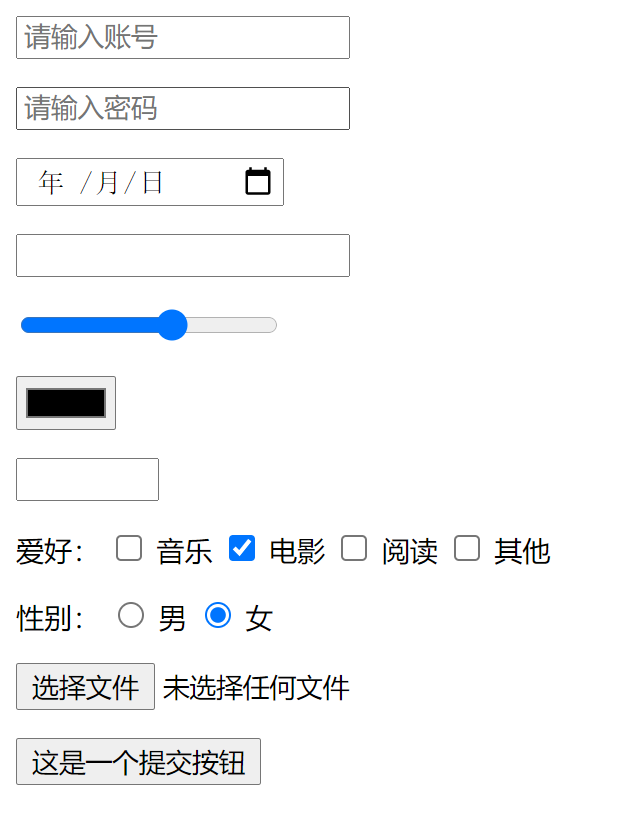 请输入账号
请输入密码
年 /月/日
爱好： 音乐 电影 阅读 其他
性别： 男 女
选择文件 未选择任何文件
这是一个提交按钮